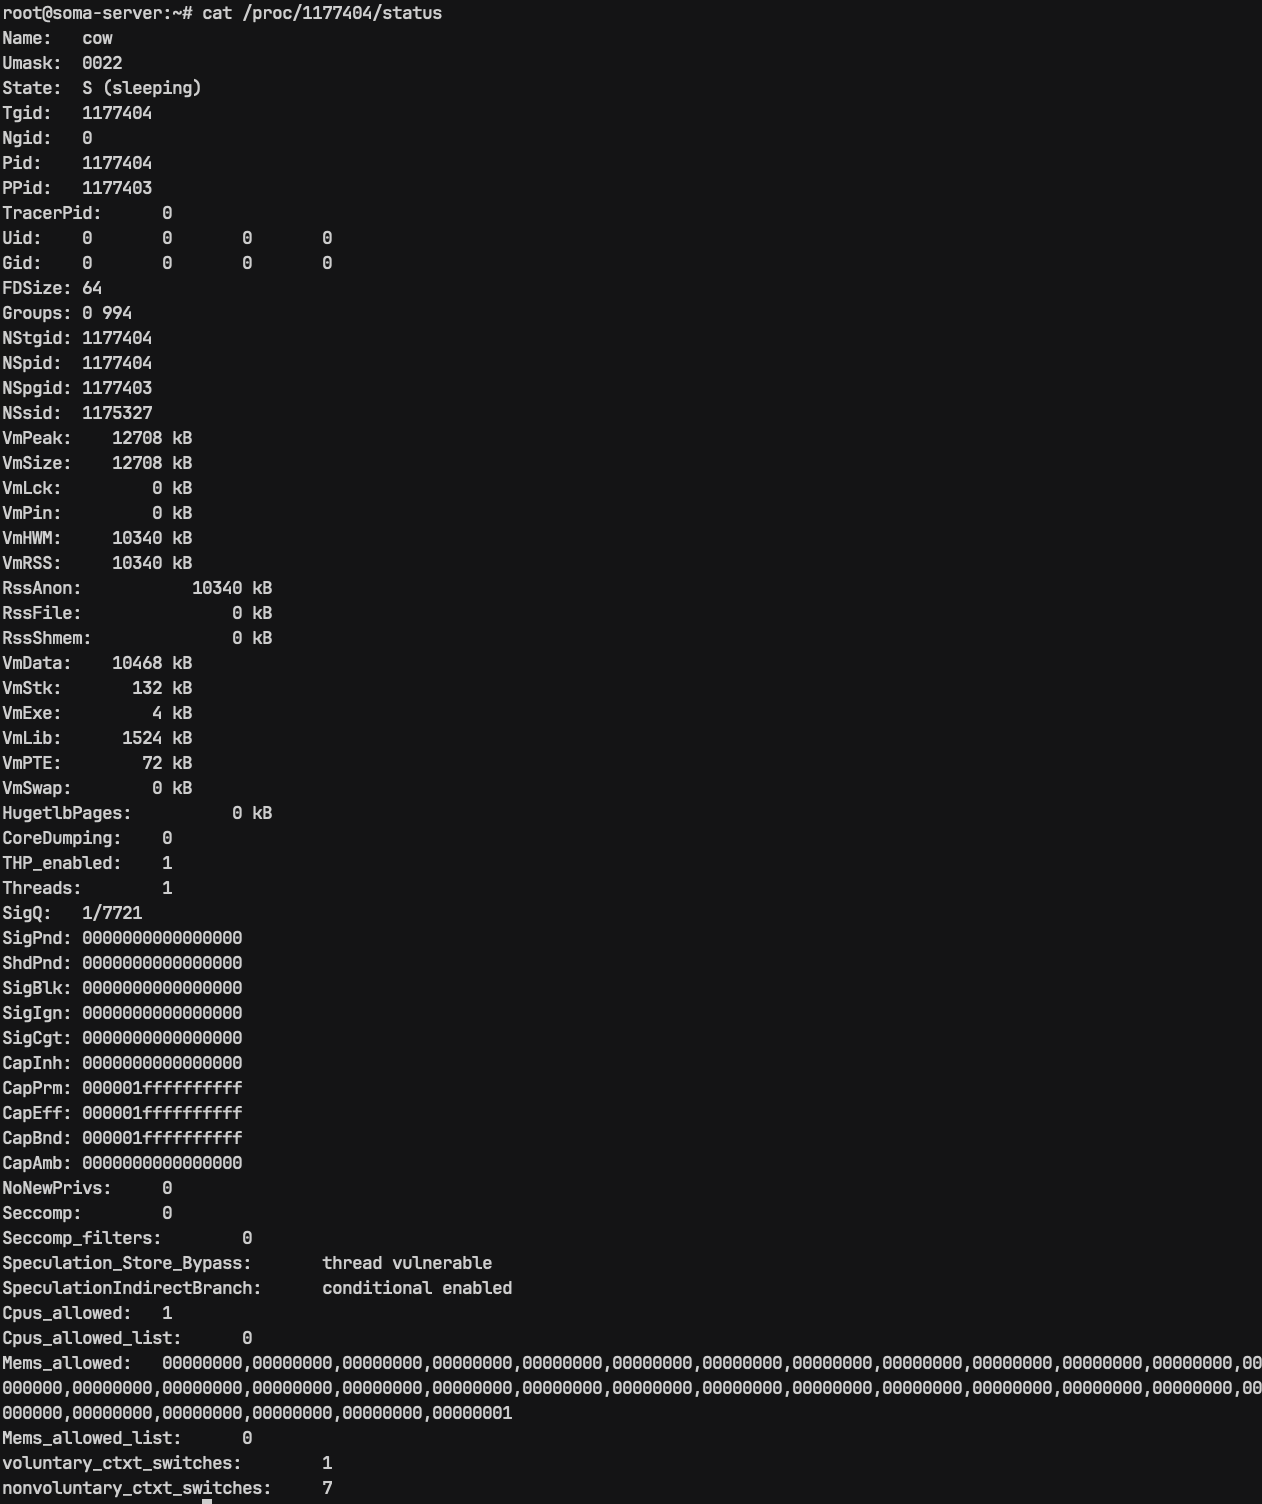 root@soma-server:~# cat /proc/1177404/status
Name:   cow
Umask:  0022
State:  S (sleeping)
Tgid:   1177404
Ngid:   0
Pid:    1177404
PPid:   1177403
TracerPid:      0
Uid:    0       0       0       0
Gid:    0       0       0       0
FDSize: 64
Groups: 0 994
NStgid: 1177404
NSpid:  1177404
NSpgid: 1177403
NSsid:  1175327
VmPeak:    12708 kB
VmSize:    12708 kB
VmLck:         0 kB
VmPin:         0 kB
VmHWM:     10340 kB
VmRSS:     10340 kB
RssAnon:           10340 kB
RssFile:               0 kB
RssShmem:              0 kB
VmData:    10468 kB
VmStk:       132 kB
VmExe:         4 kB
VmLib:      1524 kB
VmPTE:        72 kB
VmSwap:        0 kB
HugetlbPages:          0 kB
CoreDumping:    0
THP_enabled:    1
Threads:        1
SigQ:   1/7721
SigPnd: 0000000000000000
ShdPnd: 0000000000000000
SigBlk: 0000000000000000
SigIgn: 0000000000000000
SigCgt: 0000000000000000
CapInh: 0000000000000000
CapPrm: 000001ffffffffff
CapEff: 000001ffffffffff
CapBnd: 000001ffffffffff
CapAmb: 0000000000000000
NoNewPrivs:     0
Seccomp:        0
Seccomp_filters:        0
Speculation_Store_Bypass:       thread vulnerable
SpeculationIndirectBranch:      conditional enabled
Cpus_allowed:   1
Cpus_allowed_list:      0
Mems_allowed:   00000000,00000000,00000000,00000000,00000000,00000000,00000000,00000000,00000000,00000000,00000000,00000000,00
000000,00000000,00000000,00000000,00000000,00000000,00000000,00000000,00000000,00000000,00000000,00000000,00000000,00000000,00
000000,00000000,00000000,00000000,00000000,00000001
Mems_allowed_list:      0
voluntary_ctxt_switches:        1
nonvoluntary_ctxt_switches:     7